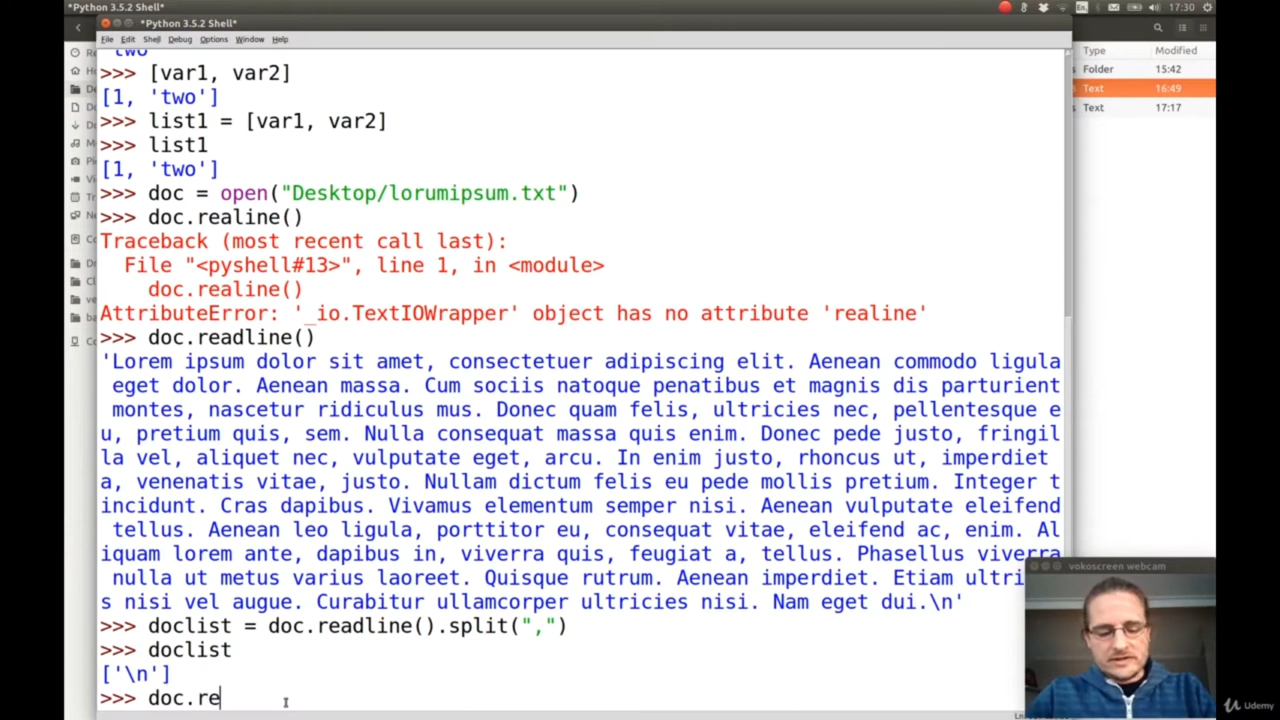 *Python 3.5.2 Shell*
En
17:30
*Python 3.5.2 Shell*
File Edit Shell Debug Options Window Help
Type Modified
Folder 15:42
Text 16:49
Text 17:17
'two'
>>> [var1, var2]
[1, 'two']
>>> list1 = [var1, var2]
>>> list1
[1, 'two']
>>> doc = open("Desktop/lorumipsum.txt")
>>> doc.realine()
Traceback (most recent call last):
File "<pyshell#13>", line 1, in <module>
doc.realine()
AttributeError: '_io.TextIOWrapper' object has no attribute 'realine'
>>> doc.readline()
'Lorem ipsum dolor sit amet, consectetuer adipiscing elit. Aenean commodo ligula
eget dolor. Aenean massa. Cum sociis natoque penatibus et magnis dis parturient
montes, nascetur ridiculus mus. Donec quam felis, ultricies nec, pellentesque e
u, pretium quis, sem. Nulla consequat massa quis enim. Donec pede justo, fringil
la vel, aliquet nec, vulputate eget, arcu. In enim justo, rhoncus ut, imperdiet
a, venenatis vitae, justo. Nullam dictum felis eu pede mollis pretium. Integer t
incidunt. Cras dapibus. Vivamus elementum semper nisi. Aenean vulputate eleifend
tellus. Aenean leo ligula, porttitor eu, consequat vitae, eleifend ac, enim. Al
iquam lorem ante, dapibus in, viverra quis, feugiat a, tellus. Phasellus viverra
nulla ut metus varius laoreet. Quisque rutrum. Aenean imperdiet. Etiam ultri
s nisi vel augue. Curabitur ullamcorper ultricies nisi. Nam eget dui.\n'
>>> doclist = doc.readline().split(",")
>>> doclist
['\n']
>>> doc.re
vokoscreen webcam
Udemy